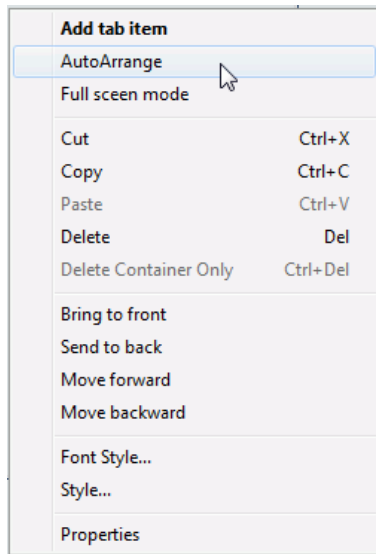 Add tab item
AutoArrange
Full sceen mode
Cut Ctrl+X
Copy Ctrl+C
Paste Ctrl+V
Delete Del
Delete Container Only Ctrl+Del
Bring to front
Send to back
Move forward
Move backward
Font Style...
Style...
Properties